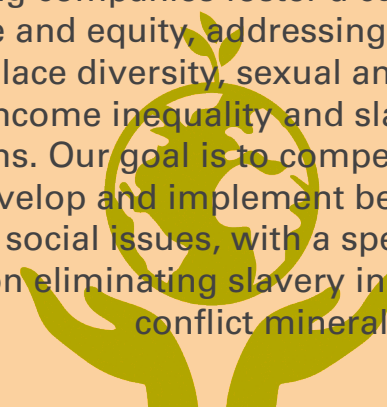 e and equity, addressing
lace diversity, sexual an
ncome inequality and sla
ns. Our goal is to compe
velop and implement be
social issues, with a spe
on eliminating slavery in
conflict mineral